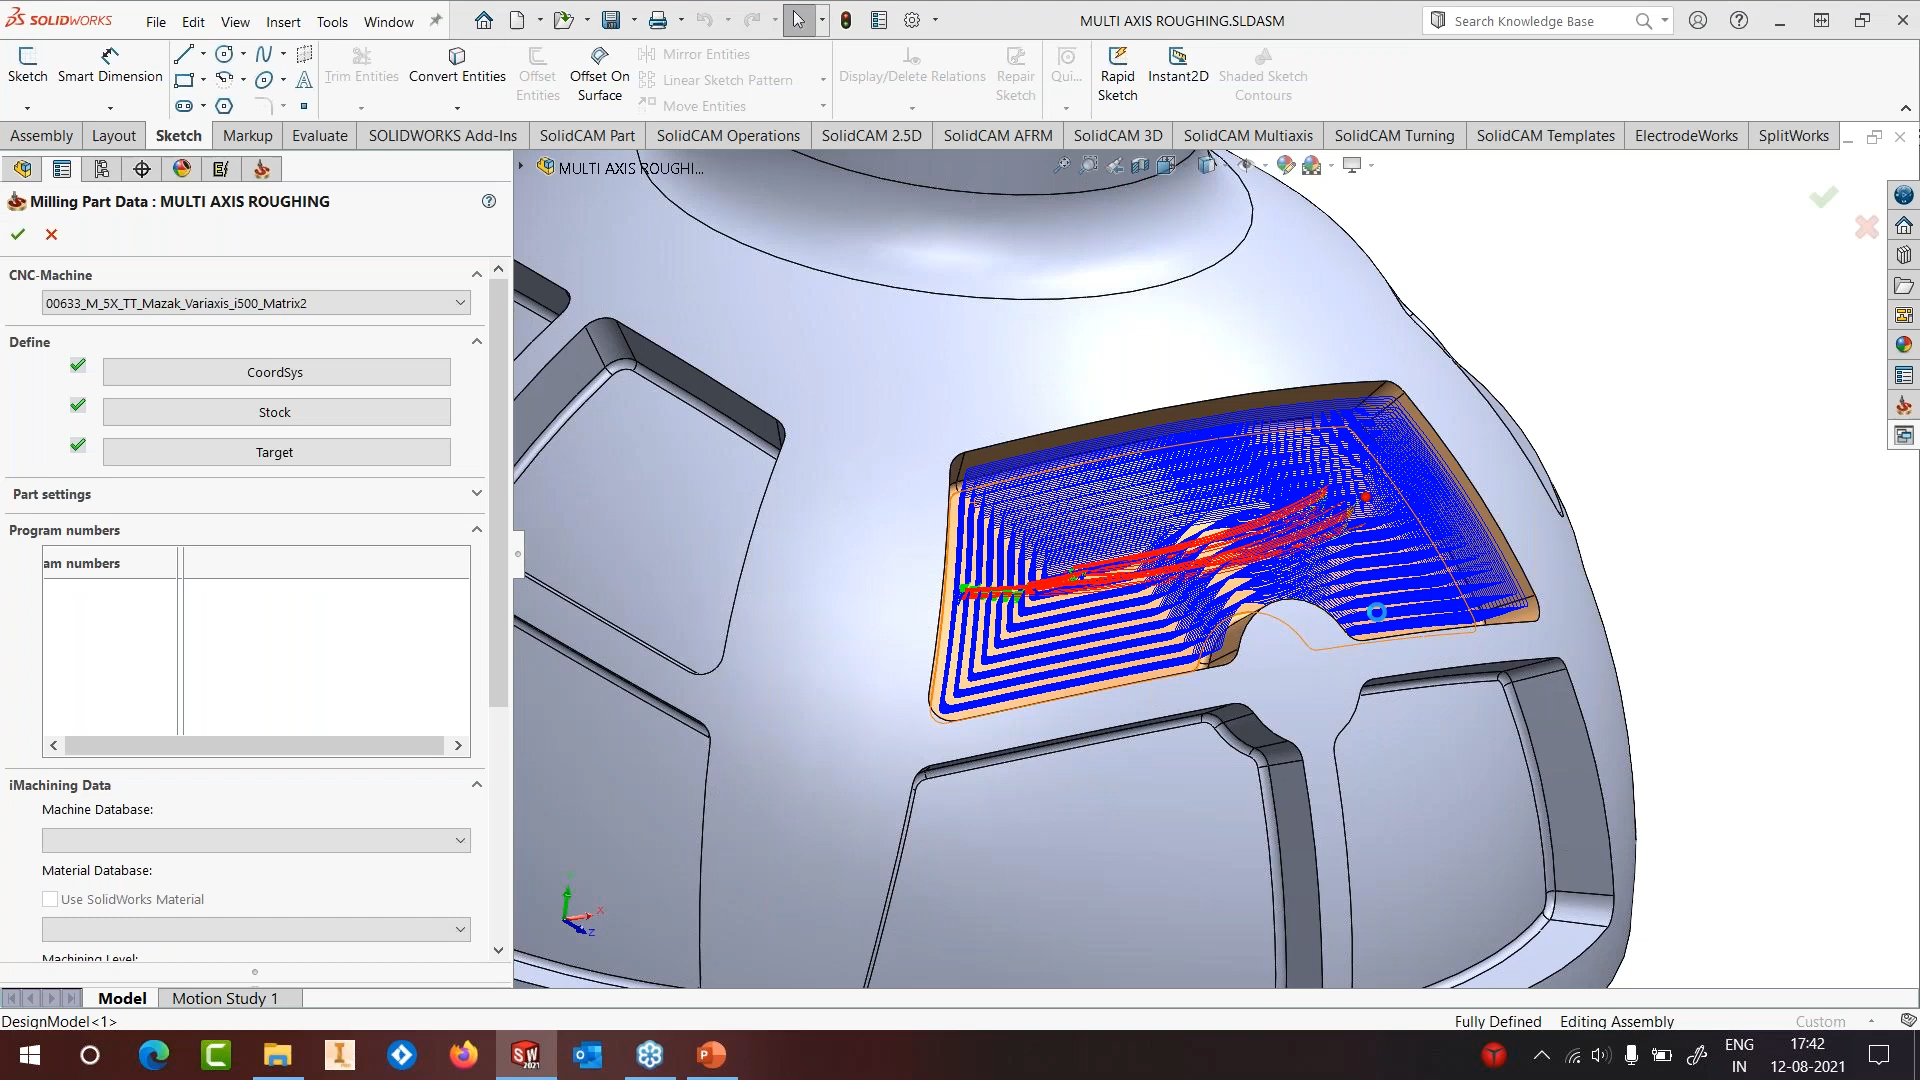 SOLIDWORKS File Edit View Insert Tools Window MULTI AXIS ROUGHING.SLDASM Search Knowledge Base
Sketch Smart Dimension Trim Entities Convert Entities Offset Entities Offset On Surface Mirror Entities Linear Sketch Pattern Move Entities Display/Delete Relations Repair Sketch Qui... Rapid Sketch Instant2D Shaded Sketch Contours
Assembly Layout Sketch Markup Evaluate SOLIDWORKS Add-Ins SolidCAM Part SolidCAM Operations SolidCAM 2.5D SolidCAM AFRM SolidCAM 3D SolidCAM Multiaxis SolidCAM Turning SolidCAM Templates ElectrodeWorks SplitWorks
MULTI AXIS ROUGHI...
Milling Part Data : MULTI AXIS ROUGHING
CNC-Machine
00633_M_5X_TT_Mazak_Variaxis_i500_Matrix2
Define
CoordSys
Stock
Target
Part settings
Program numbers
am numbers
iMachining Data
Machine Database:
Material Database:
Use SolidWorks Material
Machining Level:
Y
X
Z
Model Motion Study 1
DesignModel<1> Fully Defined Editing Assembly Custom
ENG 17:42
IN 12-08-2021